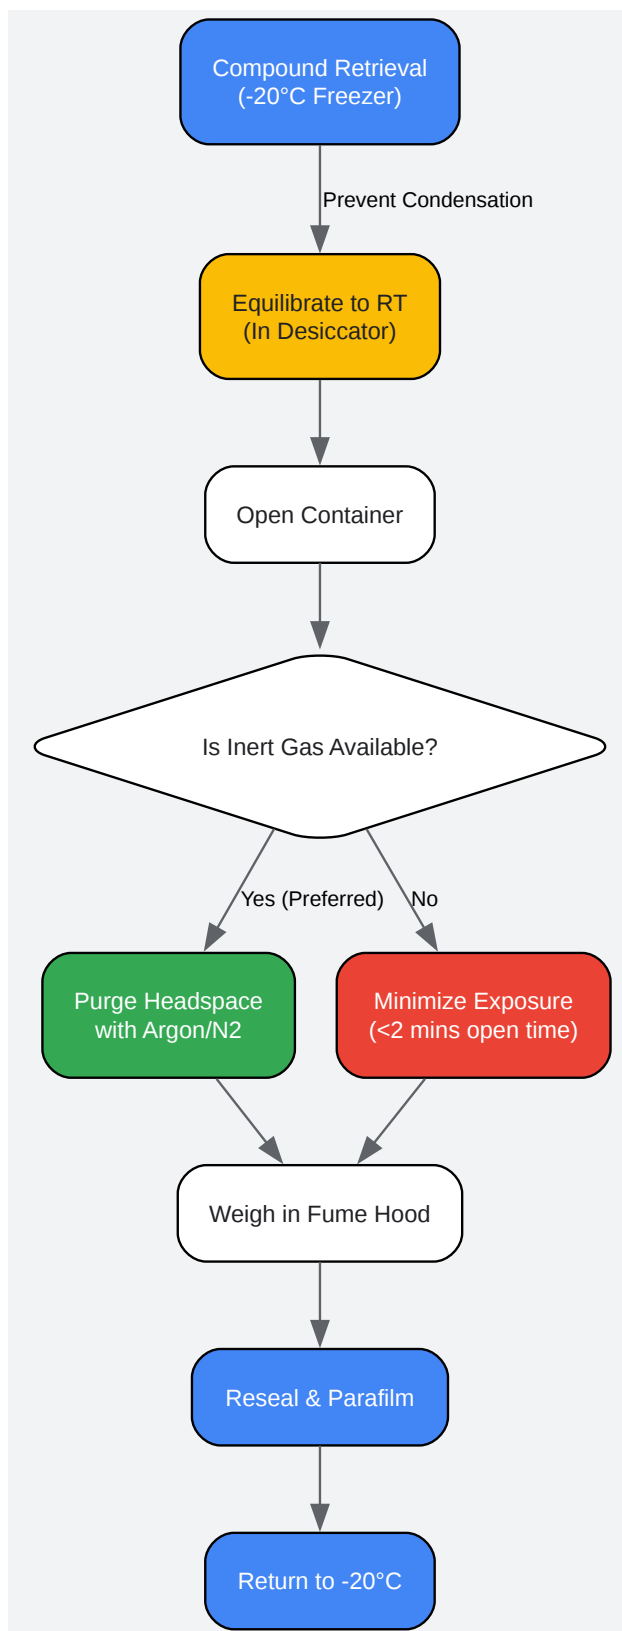 Compound Retrieval
(-20°C Freezer)
Prevent Condensation
Equilibrate to RT
(In Desiccator)
Open Container
Is Inert Gas Available?
Yes (Preferred)
No
Purge Headspace
with Argon/N2
Minimize Exposure
(<2 mins open time)
Weigh in Fume Hood
Reseal & Parafilm
Return to -20°C